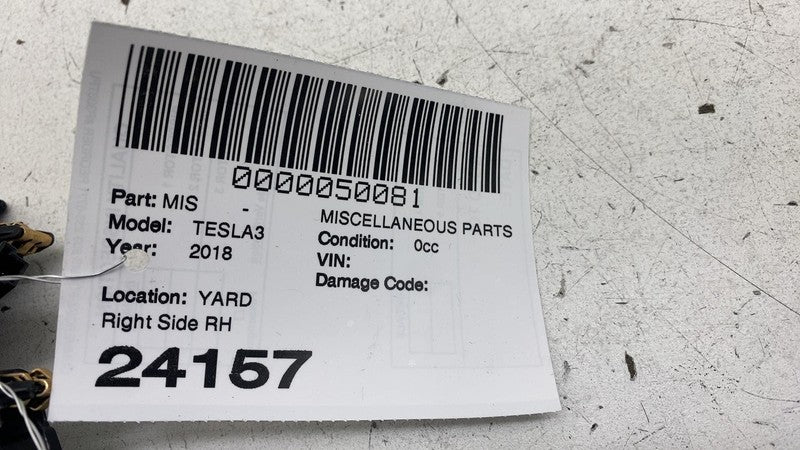 0000050081
Part: MIS -
MISCELLANEOUS PARTS
Model: TESLA3
Condition: 0cc
Year: 2018
VIN:
Damage Code:
Location: YARD
Right Side RH
24157